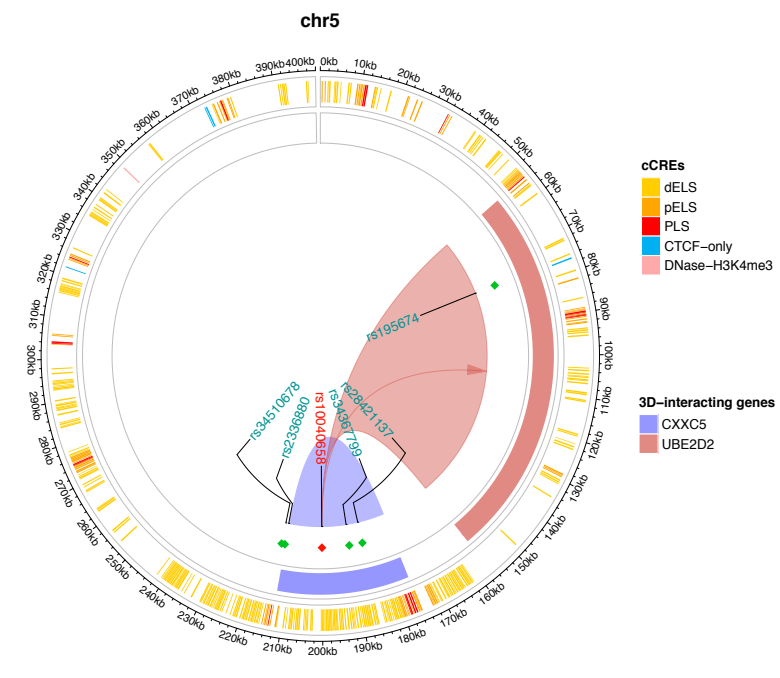 chr5
0kb
10kb
20kb
30kb
40kb
50kb
60kb
70kb
80kb
90kb
100kb
110kb
120kb
130kb
140kb
150kb
160kb
170kb
180kb
190kb
200kb
210kb
220kb
230kb
240kb
250kb
260kb
270kb
280kb
290kb
300kb
310kb
320kb
330kb
340kb
350kb
360kb
370kb
380kb
390kb
400kb
rs195674
rs34510678
rs2336880
rs10040658
rs34367799
rs28421137
cCREs
dELS
pELS
PLS
CTCF−only
DNase−H3K4me3
3D−interacting genes
CXXC5
UBE2D2